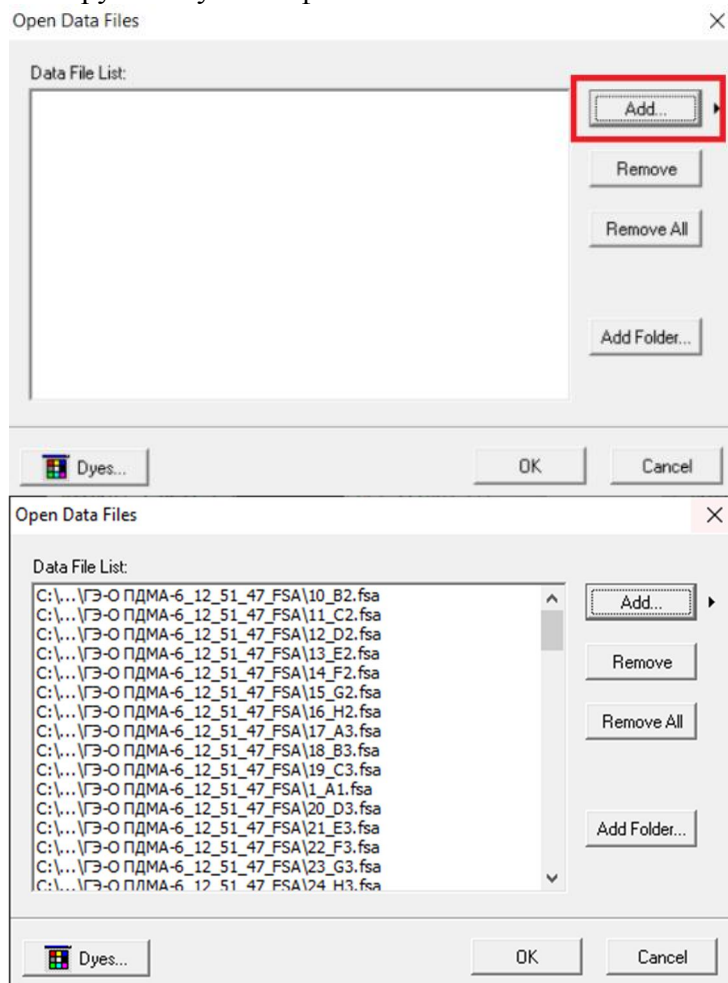 Open Data Files
Data File List:
Add...
Remove
Remove All
Add Folder...
Dyes...
OK
Cancel
Open Data Files
Data File List:
C:\...\ГЭ-О ПДМА-6_12_51_47_FSA\10_B2.fsa
C:\...\ГЭ-О ПДМА-6_12_51_47_FSA\11_C2.fsa
C:\...\ГЭ-О ПДМА-6_12_51_47_FSA\12_D2.fsa
C:\...\ГЭ-О ПДМА-6_12_51_47_FSA\13_E2.fsa
C:\...\ГЭ-О ПДМА-6_12_51_47_FSA\14_F2.fsa
C:\...\ГЭ-О ПДМА-6_12_51_47_FSA\15_G2.fsa
C:\...\ГЭ-О ПДМА-6_12_51_47_FSA\16_H2.fsa
C:\...\ГЭ-О ПДМА-6_12_51_47_FSA\17_A3.fsa
C:\...\ГЭ-О ПДМА-6_12_51_47_FSA\18_B3.fsa
C:\...\ГЭ-О ПДМА-6_12_51_47_FSA\19_C3.fsa
C:\...\ГЭ-О ПДМА-6_12_51_47_FSA\1_A1.fsa
C:\...\ГЭ-О ПДМА-6_12_51_47_FSA\20_D3.fsa
C:\...\ГЭ-О ПДМА-6_12_51_47_FSA\21_E3.fsa
C:\...\ГЭ-О ПДМА-6_12_51_47_FSA\22_F3.fsa
C:\...\ГЭ-О ПДМА-6_12_51_47_FSA\23_G3.fsa
C:\...\ГЭ-О ПДМА-6_12_51_47_FSA\24_H3.fsa
Add...
Remove
Remove All
Add Folder...
Dyes...
OK
Cancel